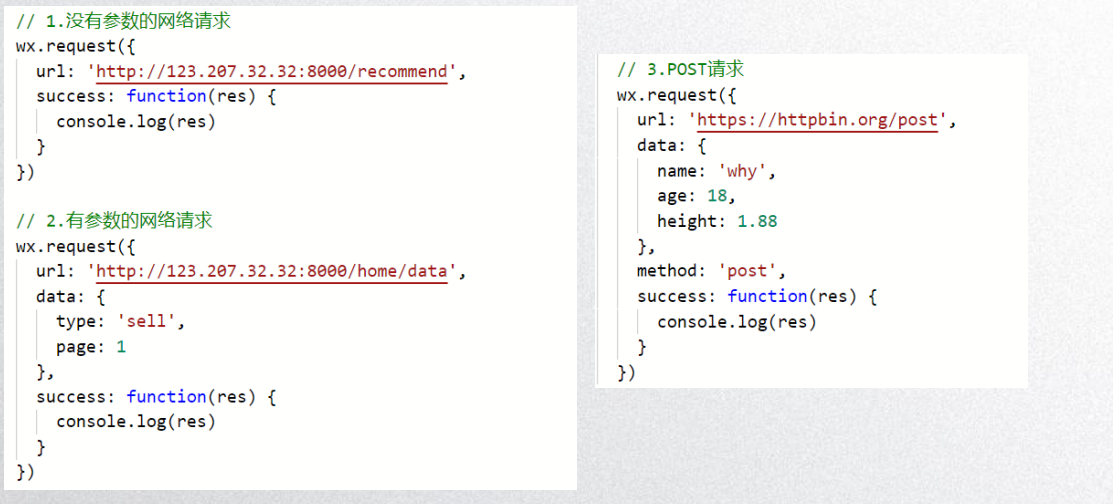 // 1.没有参数的网络请求
wx.request({
  url: 'http://123.207.32.32:8000/recommend',
  success: function(res) {
    console.log(res)
  }
})
// 2.有参数的网络请求
wx.request({
  url: 'http://123.207.32.32:8000/home/data',
  data: {
    type: 'sell',
    page: 1
  },
  success: function(res) {
    console.log(res)
  }
})
// 3.POST请求
wx.request({
  url: 'https://httpbin.org/post',
  data: {
    name: 'why',
    age: 18,
    height: 1.88
  },
  method: 'post',
  success: function(res) {
    console.log(res)
  }
})